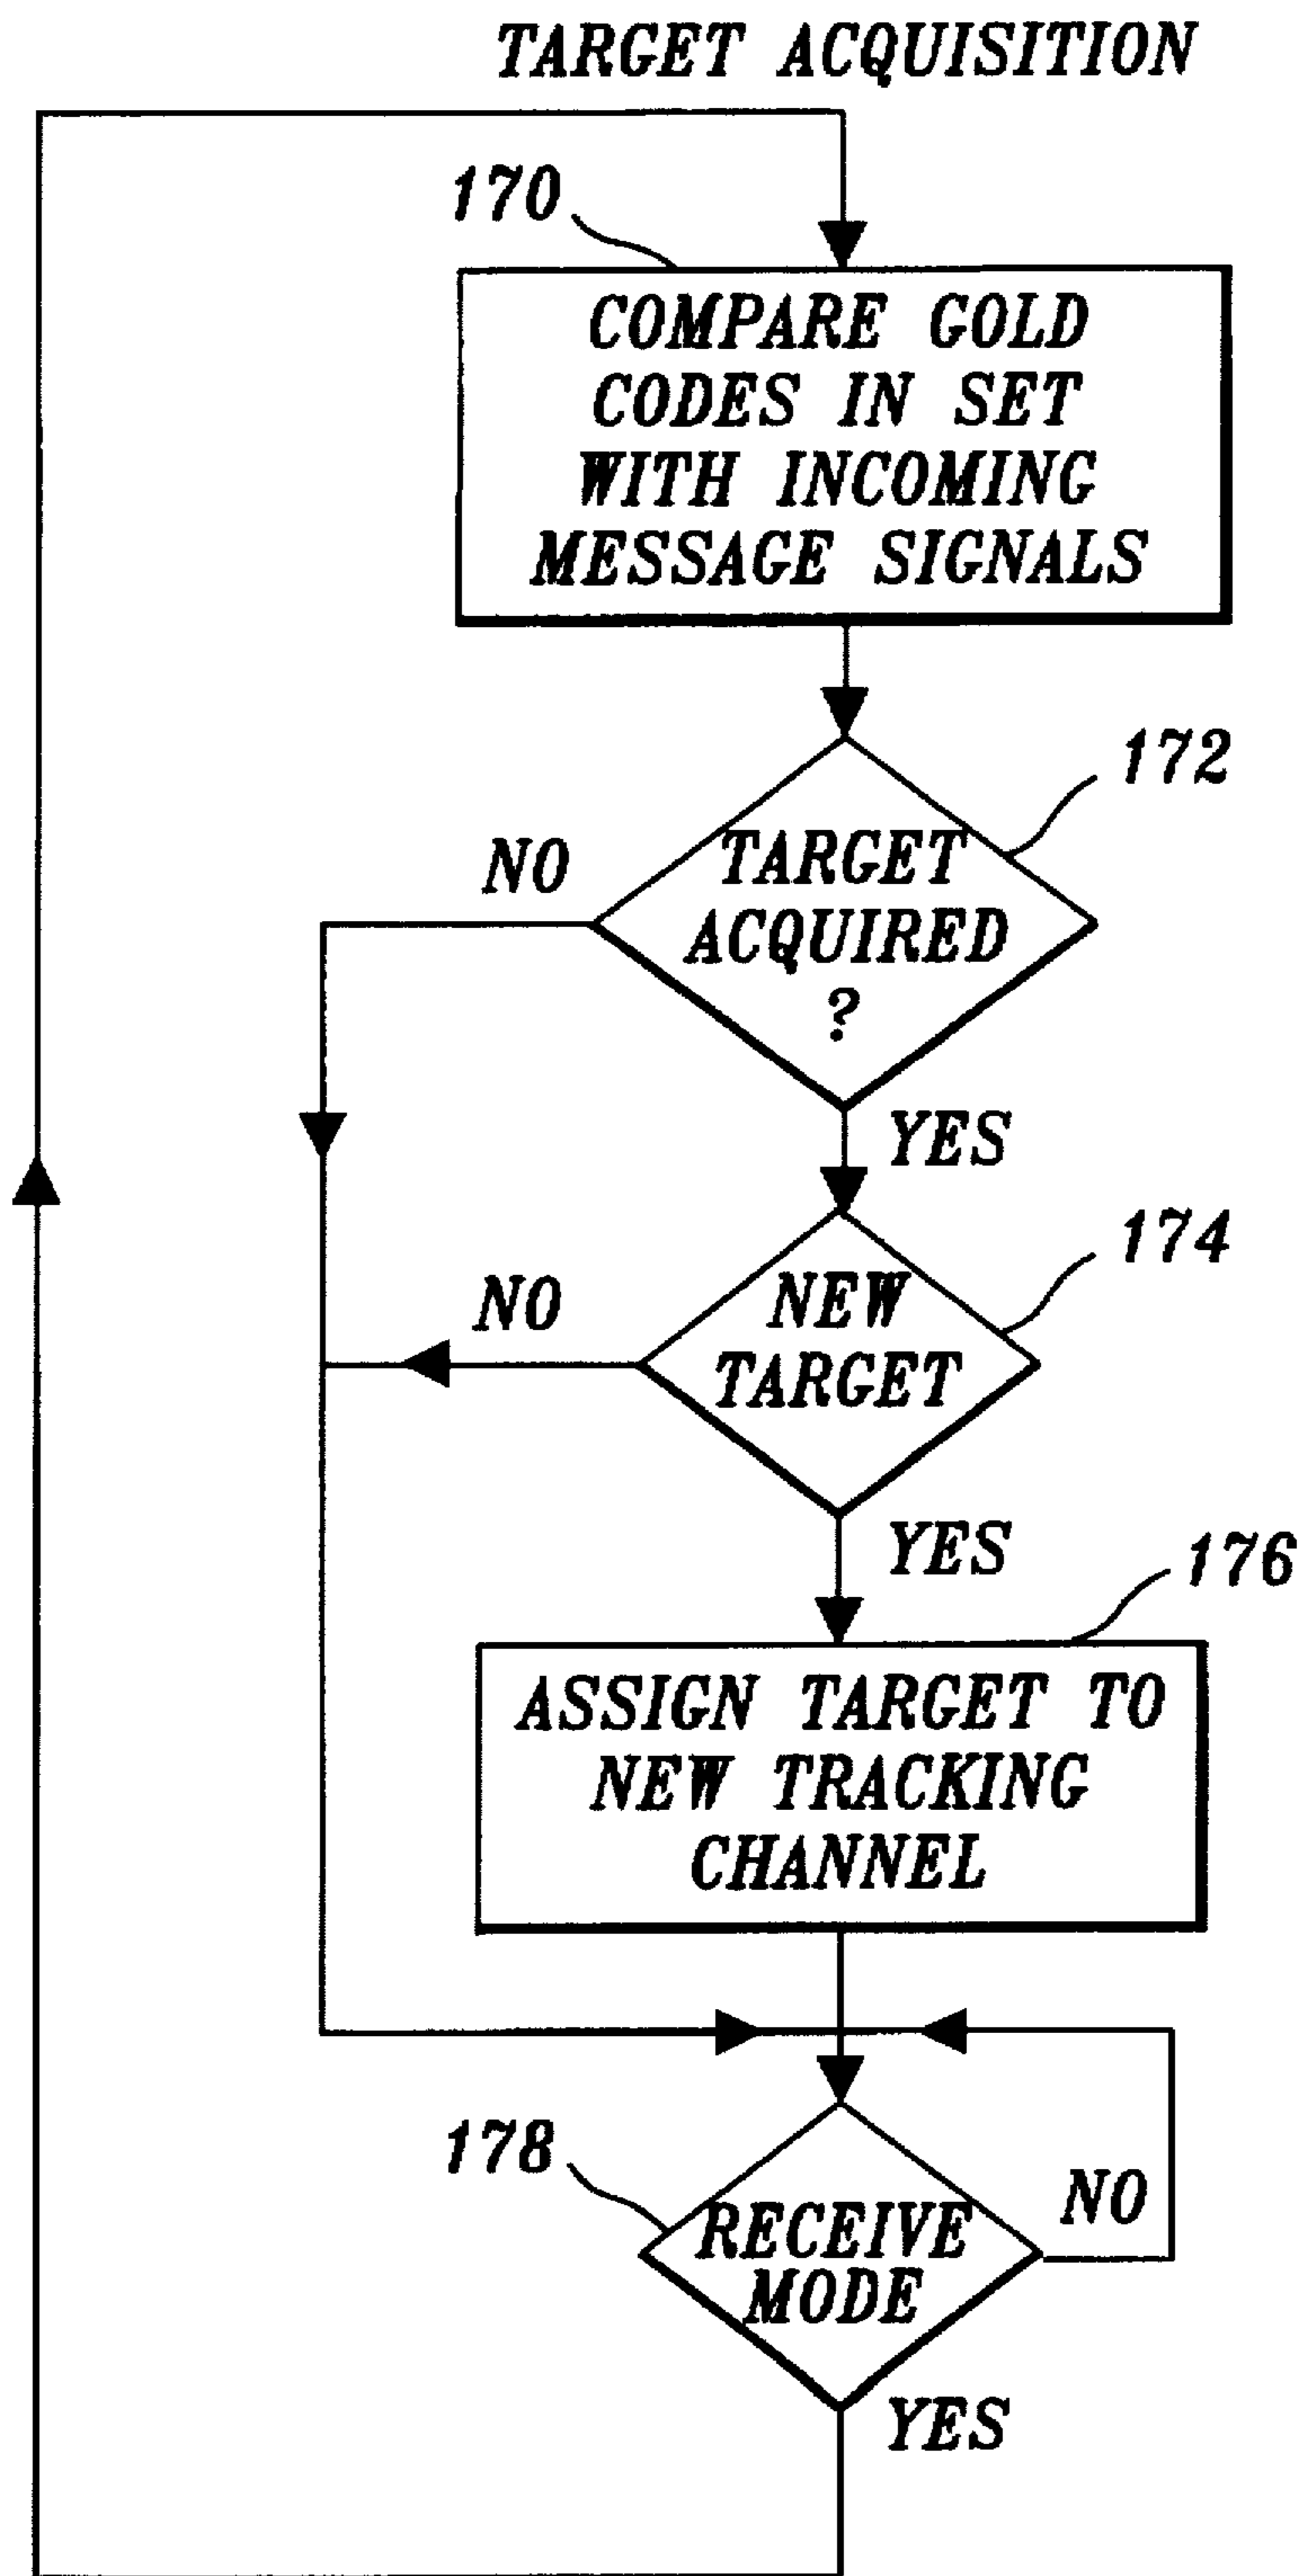 TARGET ACQUISITION
170
COMPARE GOLD
CODES IN SET
WITH INCOMING
MESSAGE SIGNALS
172
NO
TARGET
ACQUIRED
?
YES
174
NO
NEW
TARGET
YES
176
ASSIGN TARGET TO
NEW TRACKING
CHANNEL
178
RECEIVE
MODE
NO
YES